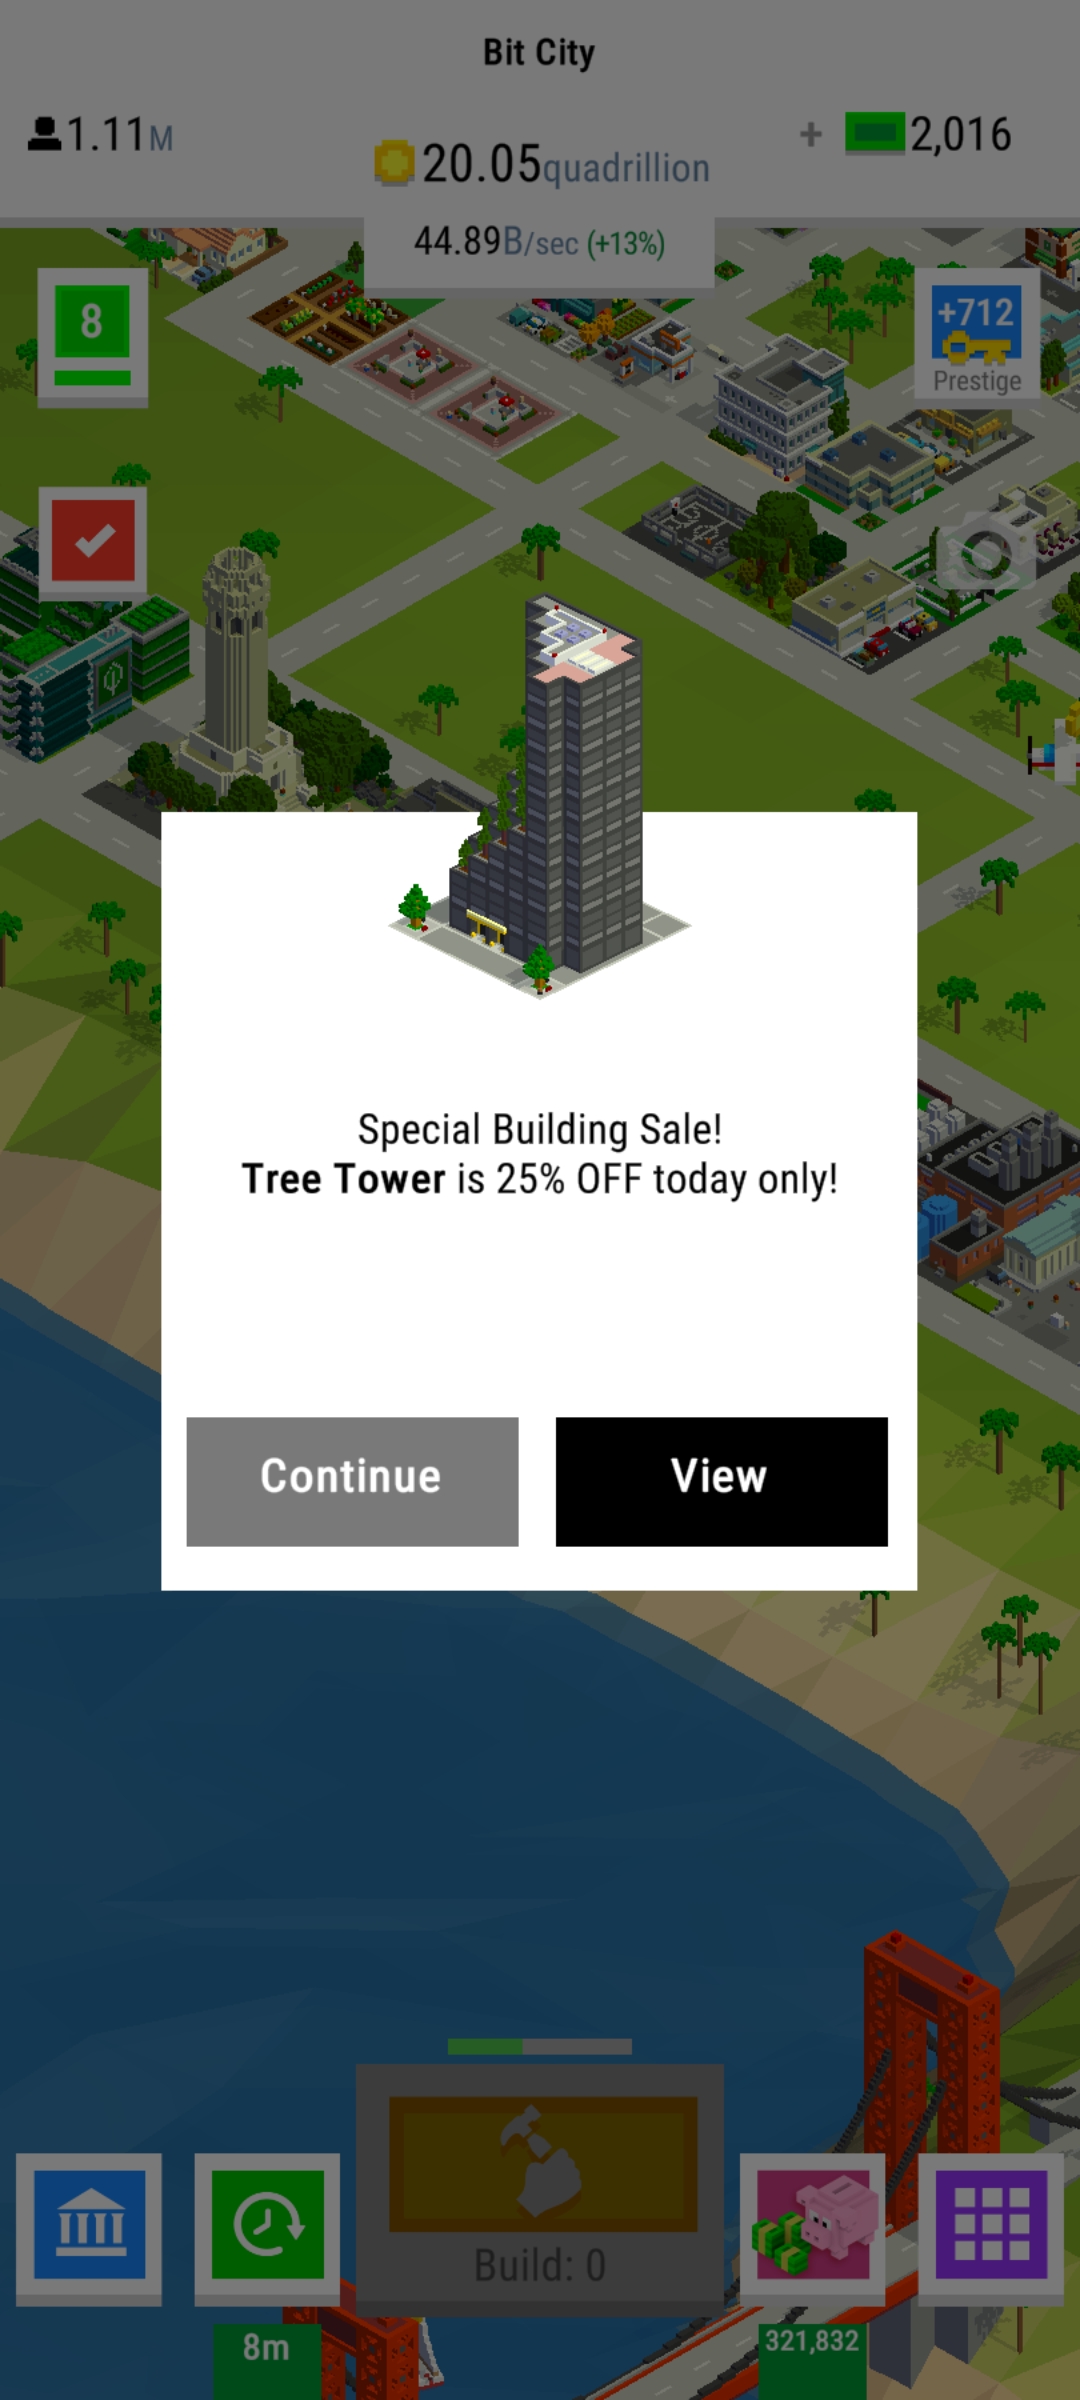 Bit City
1.11M
20.05quadrillion
+ 2,016
44.89B/sec (+13%)
8
+712
Prestige
Special Building Sale!
Tree Tower is 25% OFF today only!
Continue
View
Build: 0
8m
321,832